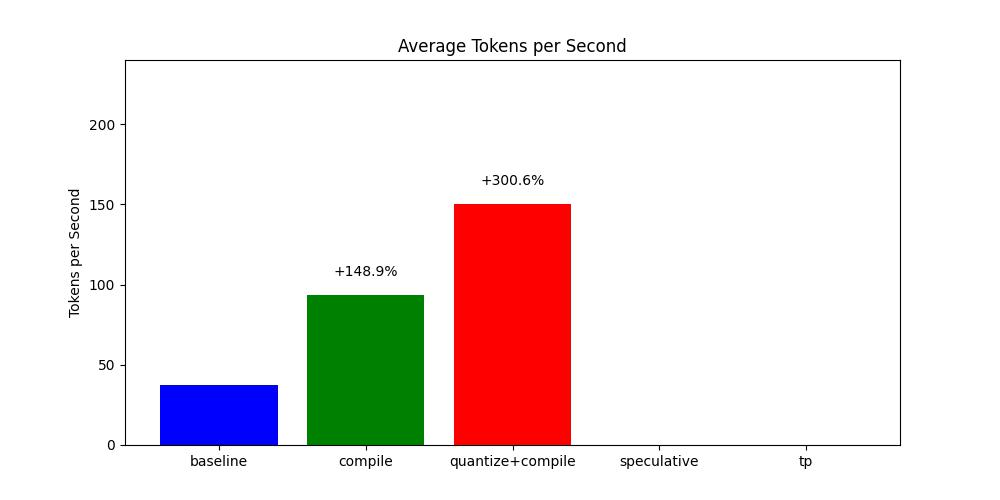 Average Tokens per Second
Tokens per Second
200
150
100
50
0
+148.9%
+300.6%
baseline compile quantize+compile speculative tp